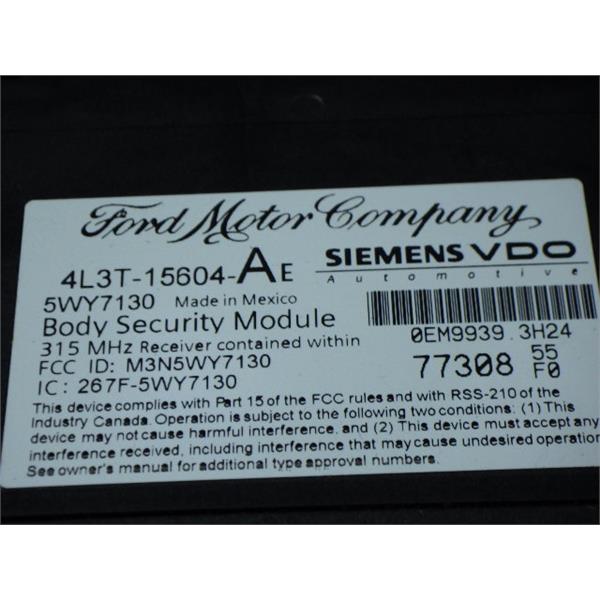 Ford Motor Company
4L3T-15604-AE
SIEMENS VDO
Automotive
5WY7130 Made in Mexico
Body Security Module
315 MHz Receiver contained within
FCC ID: M3N5WY7130
IC: 267F-5WY7130
0EM9939.3H24
77308 55 F0
This device complies with Part 15 of the FCC rules and with RSS-210 of the
Industry Canada. Operation is subject to the following two conditions: (1) This
device may not cause harmful interference, and (2) This device must accept any
interference received, including interference that may cause undesired operation
See owner's manual for additional type approval numbers.